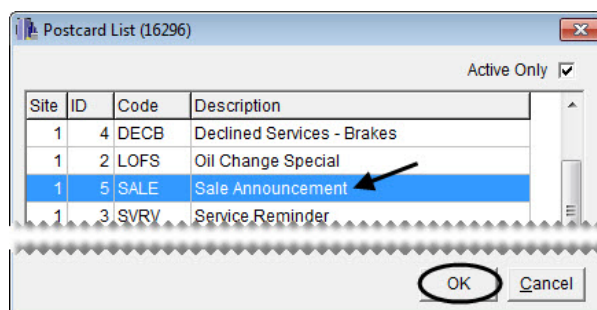 Postcard List (16296)
Active Only
Site ID Code Description
1 4 DECB Declined Services - Brakes
1 2 LOFS Oil Change Special
1 5 SALE Sale Announcement
1 3 SVRV Service Reminder
OK Cancel